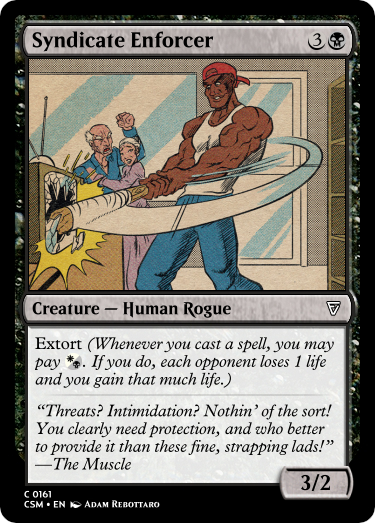 Syndicate Enforcer 3
Creature — Human Rogue
Extort (Whenever you cast a spell, you may
pay . If you do, each opponent loses 1 life
and you gain that much life.)
“Threats? Intimidation? Nothin’ of the sort!
You clearly need protection, and who better
to provide it than these fine, strapping lads!”
—The Muscle
3/2
C 0161
CSM • EN Adam Rebottaro